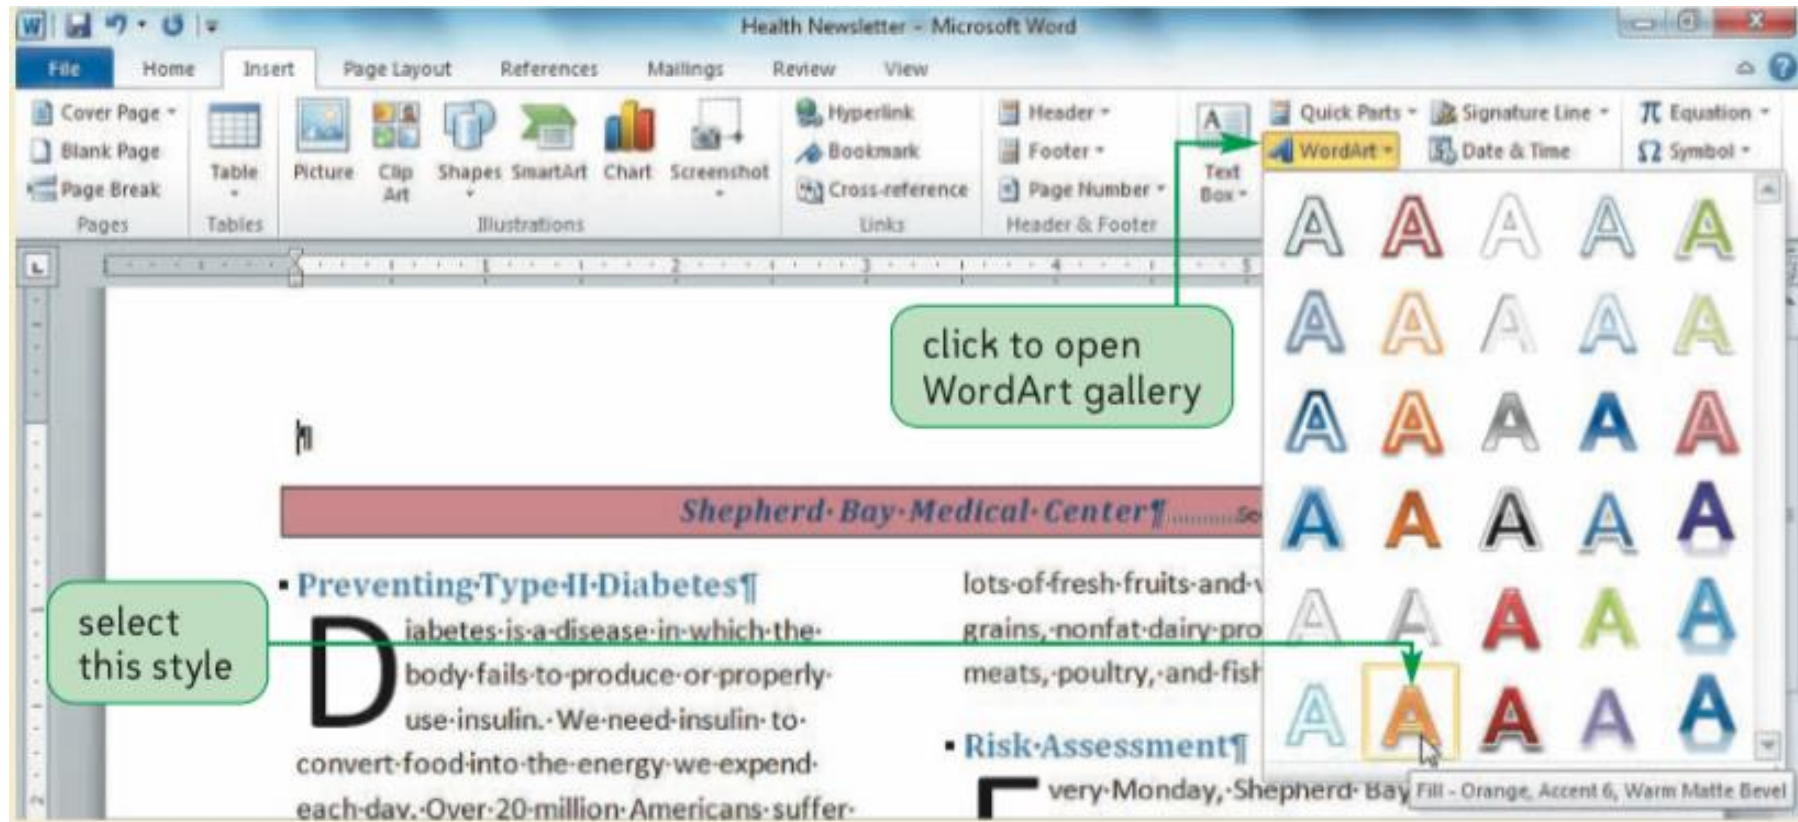 Health Newsletter - Microsoft Word
File Home Insert Page Layout References Mailings Review View
Cover Page
Blank Page
Page Break
Pages
Table
Tables
Picture
Clip Art
Shapes
SmartArt
Chart
Screenshot
Illustrations
Hyperlink
Bookmark
Cross-reference
Links
Header
Footer
Page Number
Header & Footer
Text Box
Quick Parts
WordArt
Signature Line
Date & Time
Equation
Symbol
click to open
WordArt gallery
Shepherd·Bay·Medical·Center¶
select
this style
Preventing·Type·II·Diabetes¶
Diabetes·is·a·disease·in·which·the·
body·fails·to·produce·or·properly·
use·insulin.·We·need·insulin·to·
convert·food·into·the·energy·we·expend·
each·day.·Over·20·million·Americans·suffer·
lots·of·fresh·fruits·and·v
grains,·nonfat·dairy·pro
meats,·poultry,·and·fish
Risk·Assessment¶
very·Monday,·Shepherd·Bay
Fill - Orange, Accent 6, Warm Matte Bevel